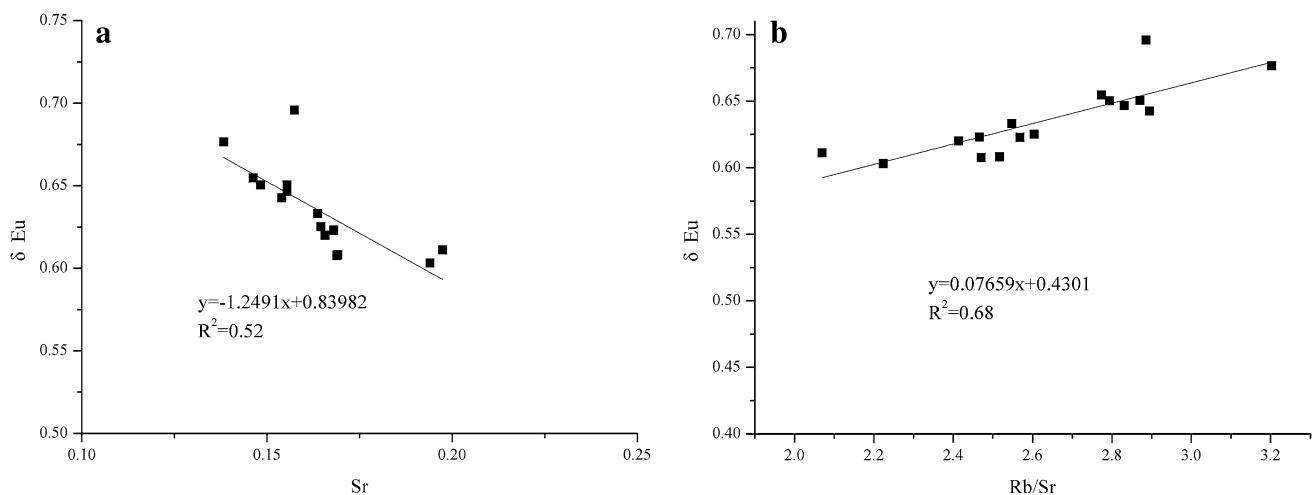 a
0.75
0.70
0.65
0.60
0.55
0.50
δ Eu
y=-1.2491x+0.83982
R²=0.52
0.10 0.15 0.20 0.25
Sr
b
0.70
0.65
0.60
0.55
0.50
0.45
0.40
δ Eu
y=0.07659x+0.4301
R²=0.68
2.0 2.2 2.4 2.6 2.8 3.0 3.2
Rb/Sr